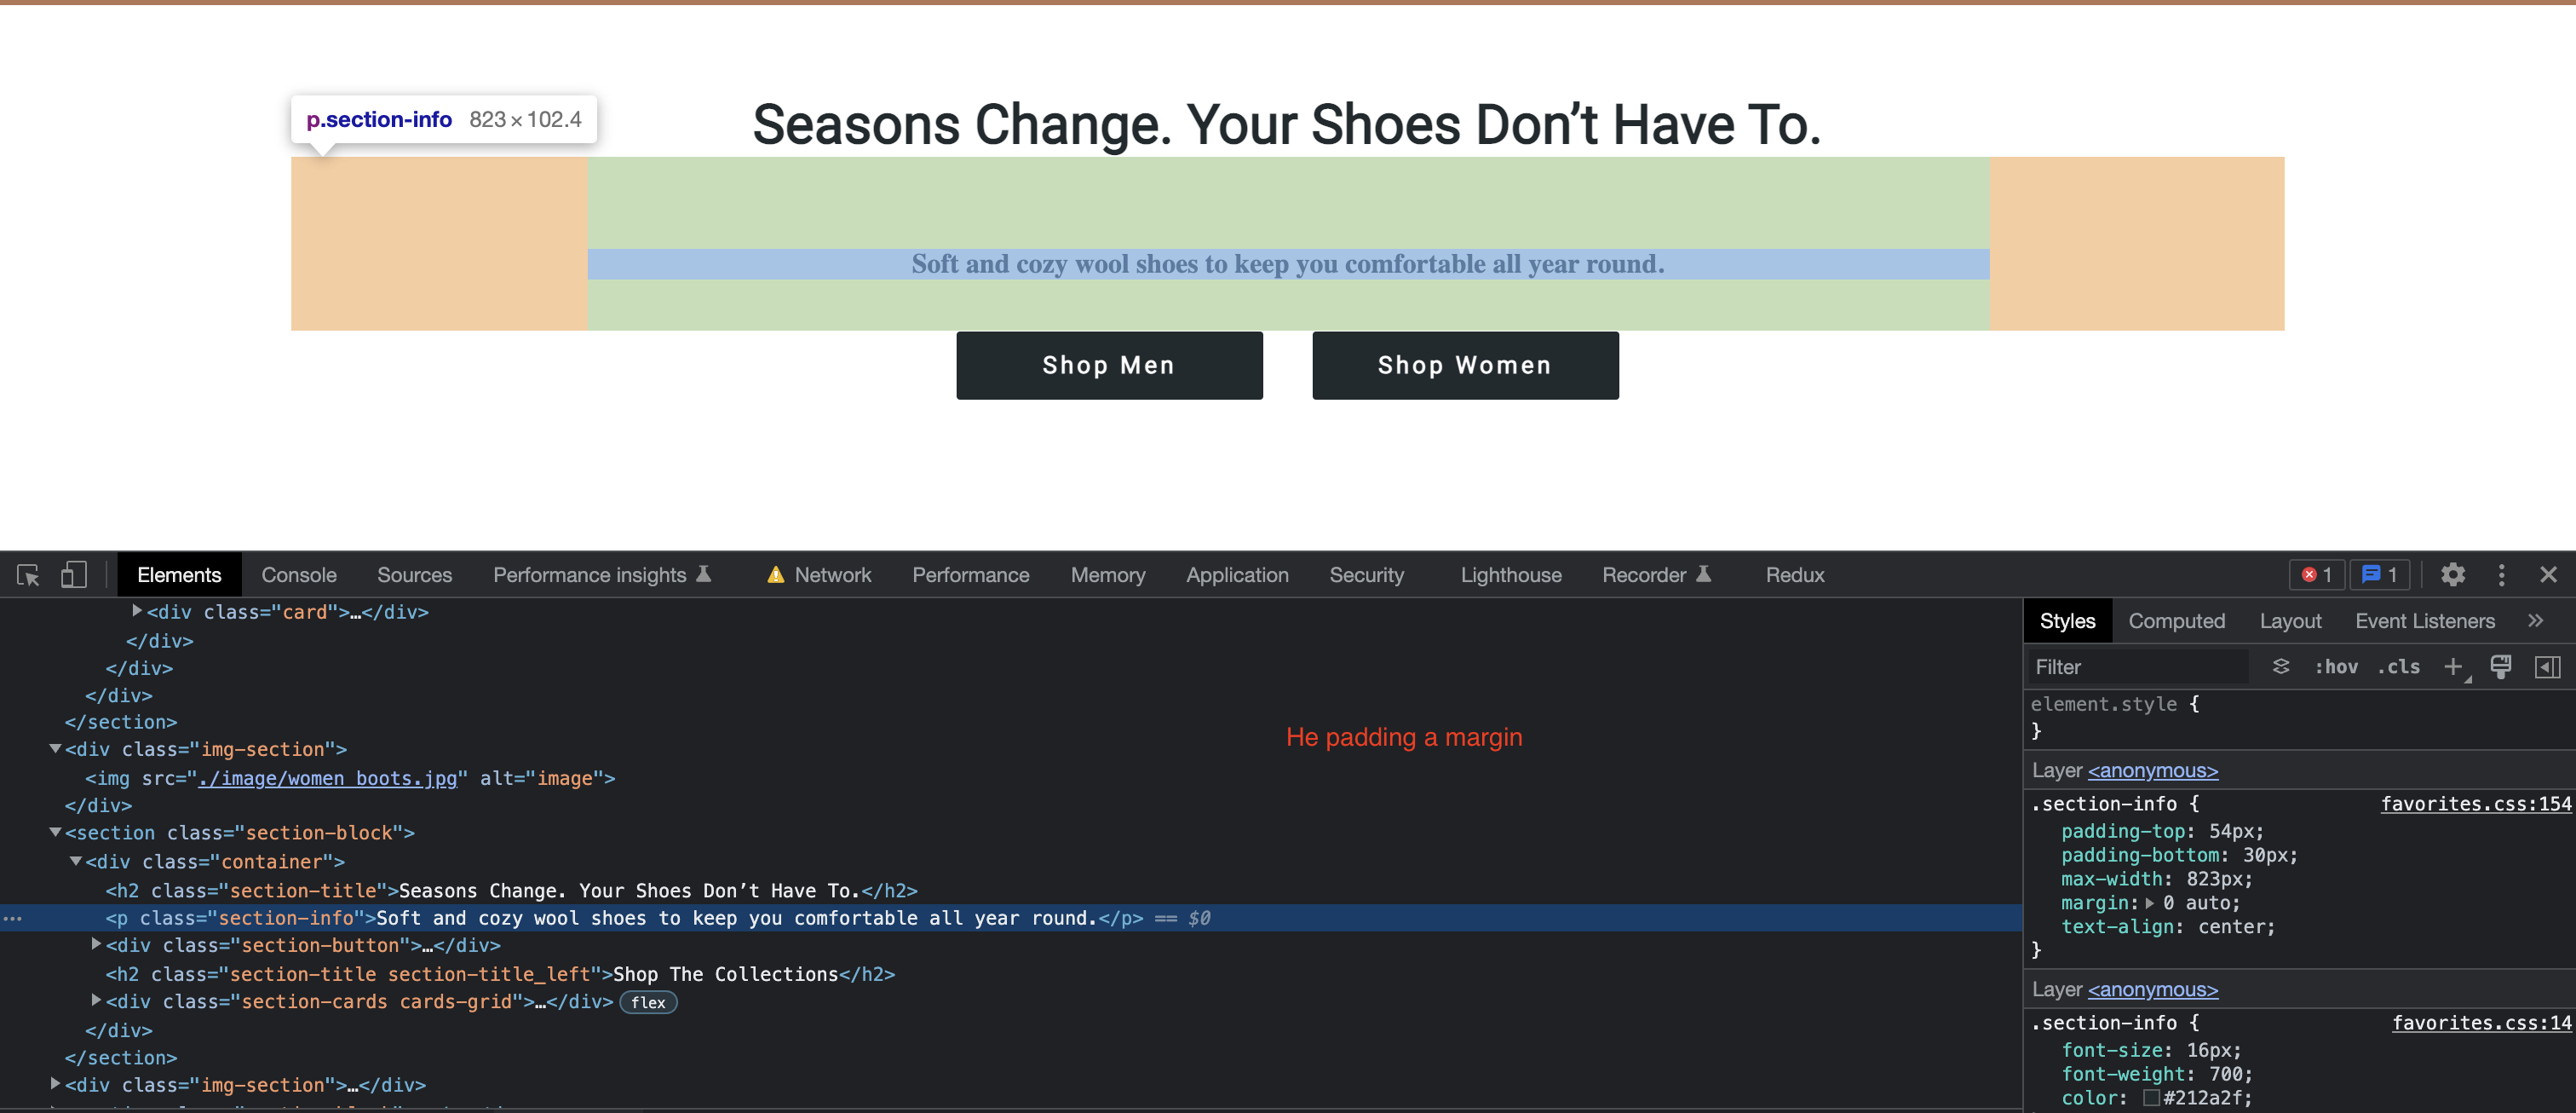 Seasons Change. Your Shoes Don’t Have To.
p.section-info 823 × 102.4
Soft and cozy wool shoes to keep you comfortable all year round.
Shop Men Shop Women
Elements Console Sources Performance insights Network Performance Memory Application Security Lighthouse Recorder Redux 1 1
<div class="card">…</div>
</div>
</div>
</div>
</section>
<div class="img-section">
<img src="./image/women_boots.jpg" alt="image">
</div>
<section class="section-block">
<div class="container">
<h2 class="section-title">Seasons Change. Your Shoes Don’t Have To.</h2>
<p class="section-info">Soft and cozy wool shoes to keep you comfortable all year round.</p> == $0
<div class="section-button">…</div>
<h2 class="section-title section-title_left">Shop The Collections</h2>
<div class="section-cards cards-grid">…</div> flex
</div>
</section>
<div class="img-section">…</div>
He padding a margin
Styles Computed Layout Event Listeners »
Filter :hov .cls +
element.style {
}
Layer <anonymous>
.section-info { favorites.css:154
padding-top: 54px;
padding-bottom: 30px;
max-width: 823px;
margin: 0 auto;
text-align: center;
}
Layer <anonymous>
.section-info { favorites.css:14
font-size: 16px;
font-weight: 700;
color: #212a2f;